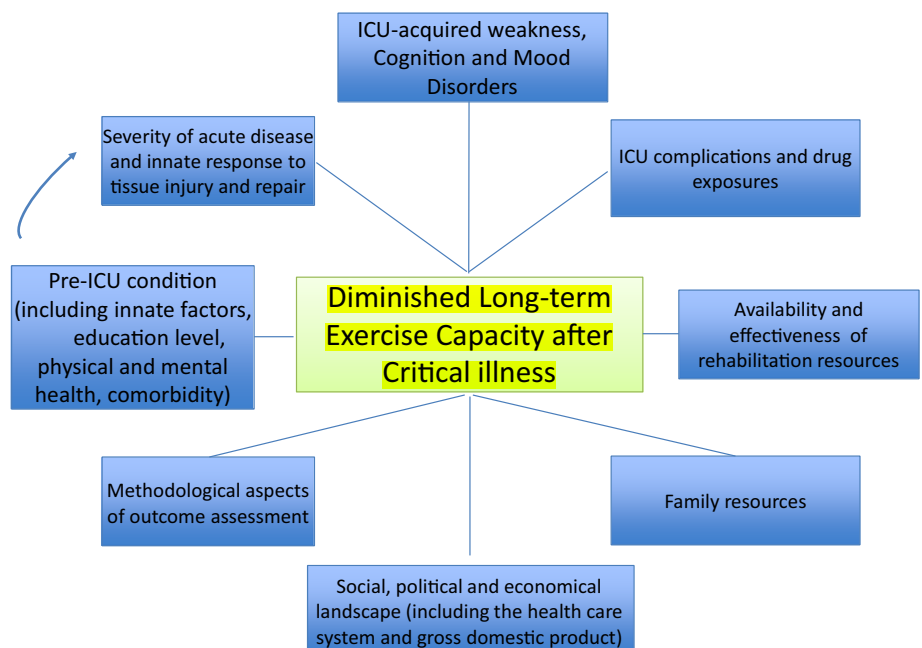 ICU-acquired weakness,
Cognition and Mood
Disorders
Severity of acute disease
and innate response to
tissue injury and repair
ICU complications and drug
exposures
Pre-ICU condition
(including innate factors,
education level,
physical and mental
health, comorbidity)
Diminished Long-term
Exercise Capacity after
Critical illness
Availability and
effectiveness of
rehabilitation resources
Methodological aspects
of outcome assessment
Family resources
Social, political and economical
landscape (including the health care
system and gross domestic product)